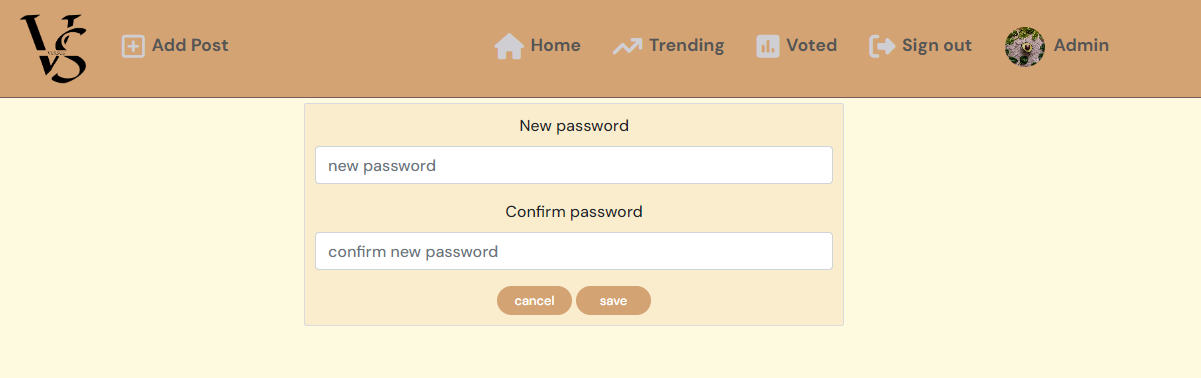 VS
Add Post
Home
Trending
Voted
Sign out
Admin
New password
new password
Confirm password
confirm new password
cancel
save